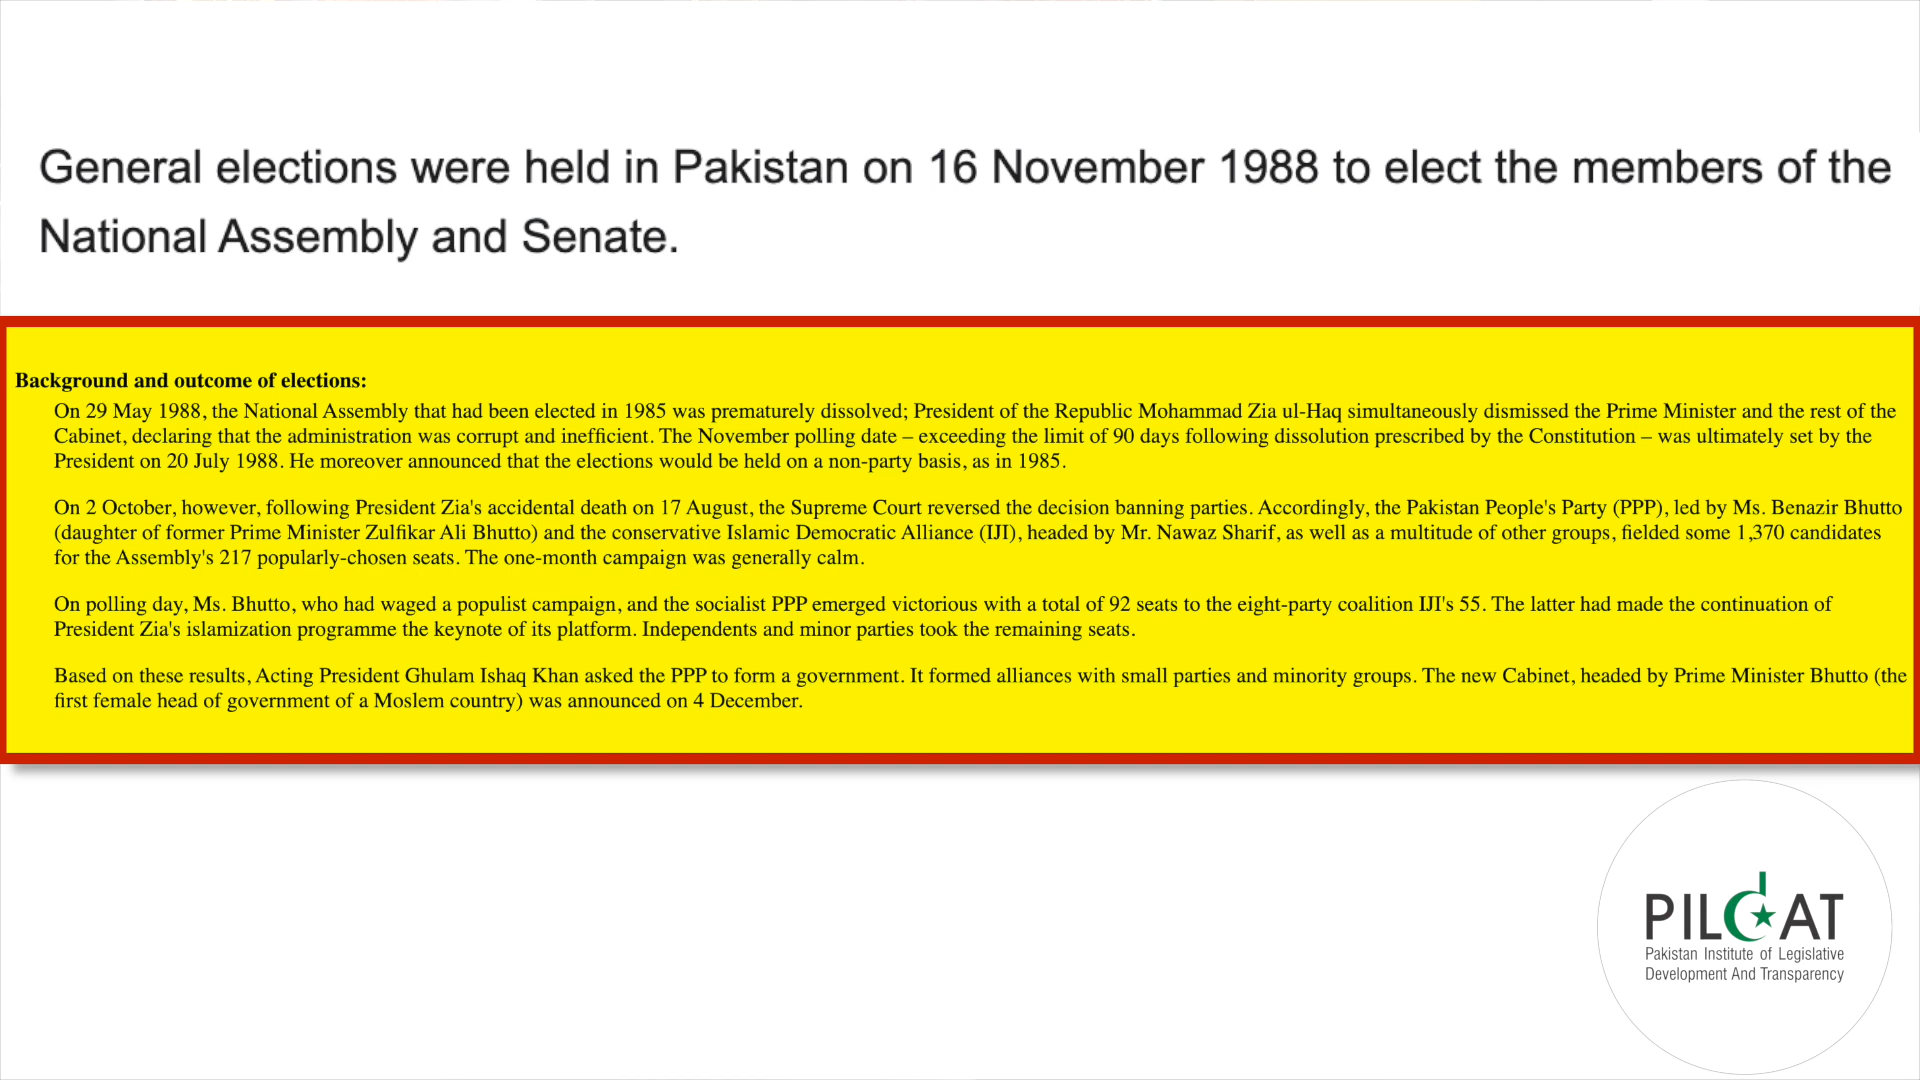 General elections were held in Pakistan on 16 November 1988 to elect the members of the
National Assembly and Senate.
Background and outcome of elections:
On 29 May 1988, the National Assembly that had been elected in 1985 was prematurely dissolved; President of the Republic Mohammad Zia ul-Haq simultaneously dismissed the Prime Minister and the rest of the
Cabinet, declaring that the administration was corrupt and inefficient. The November polling date – exceeding the limit of 90 days following dissolution prescribed by the Constitution – was ultimately set by the
President on 20 July 1988. He moreover announced that the elections would be held on a non-party basis, as in 1985.
On 2 October, however, following President Zia's accidental death on 17 August, the Supreme Court reversed the decision banning parties. Accordingly, the Pakistan People's Party (PPP), led by Ms. Benazir Bhutto
(daughter of former Prime Minister Zulfikar Ali Bhutto) and the conservative Islamic Democratic Alliance (IJI), headed by Mr. Nawaz Sharif, as well as a multitude of other groups, fielded some 1,370 candidates
for the Assembly's 217 popularly-chosen seats. The one-month campaign was generally calm.
On polling day, Ms. Bhutto, who had waged a populist campaign, and the socialist PPP emerged victorious with a total of 92 seats to the eight-party coalition IJI's 55. The latter had made the continuation of
President Zia's islamization programme the keynote of its platform. Independents and minor parties took the remaining seats.
Based on these results, Acting President Ghulam Ishaq Khan asked the PPP to form a government. It formed alliances with small parties and minority groups. The new Cabinet, headed by Prime Minister Bhutto (the
first female head of government of a Moslem country) was announced on 4 December.
PILDAT
Pakistan Institute of Legislative
Development And Transparency